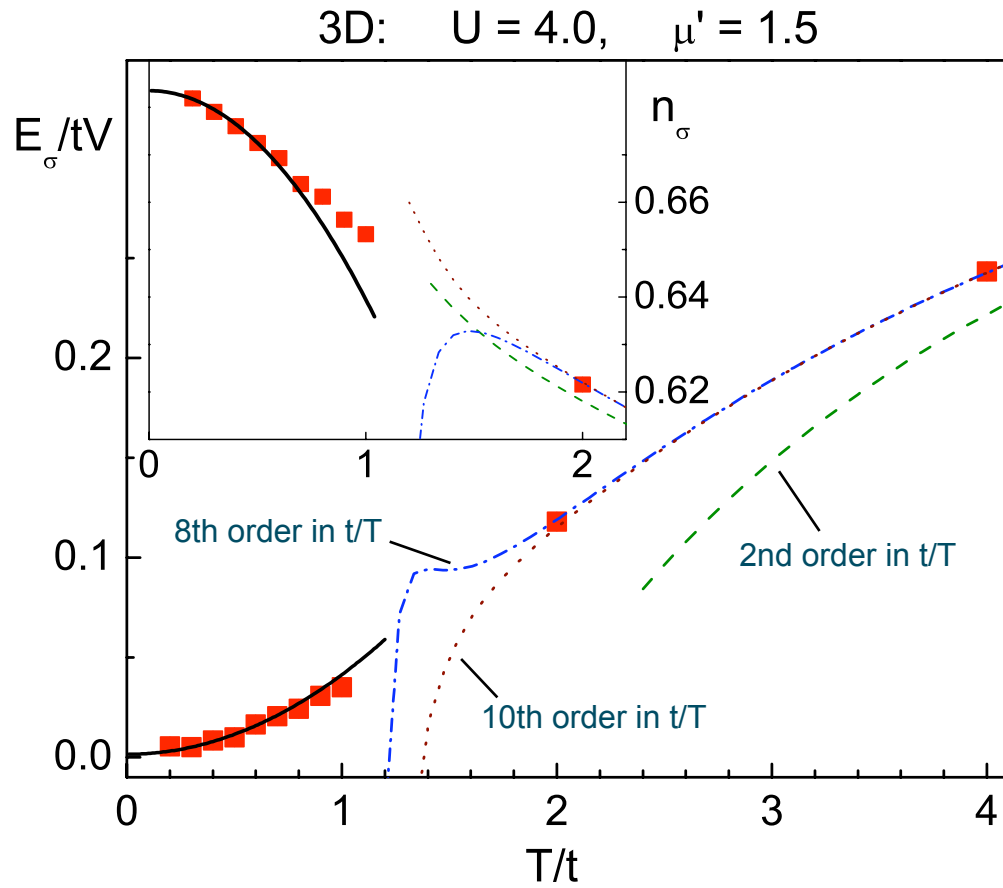 3D: U = 4.0, μ' = 1.5
E_σ/tV
n_σ
0.66
0.64
0.62
0.2
0.1
0.0
0
1
2
8th order in t/T
2nd order in t/T
10th order in t/T
0
1
2
3
4
T/t